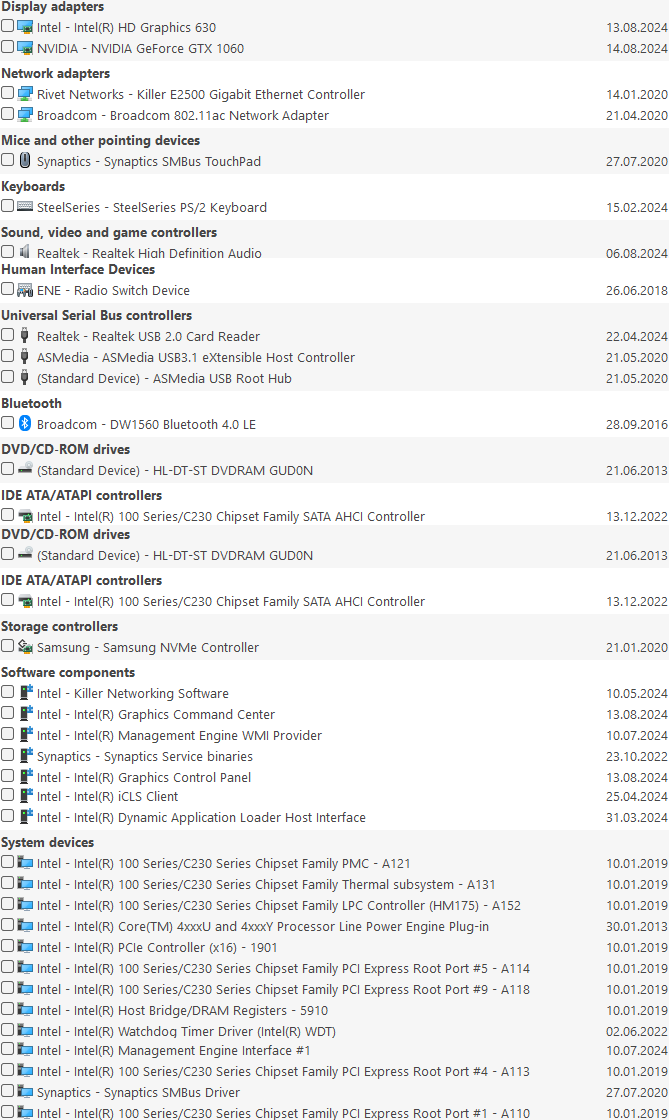 Display adapters
Intel - Intel(R) HD Graphics 630 13.08.2024
NVIDIA - NVIDIA GeForce GTX 1060 14.08.2024
Network adapters
Rivet Networks - Killer E2500 Gigabit Ethernet Controller 14.01.2020
Broadcom - Broadcom 802.11ac Network Adapter 21.04.2020
Mice and other pointing devices
Synaptics - Synaptics SMBus TouchPad 27.07.2020
Keyboards
SteelSeries - SteelSeries PS/2 Keyboard 15.02.2024
Sound, video and game controllers
Realtek - Realtek High Definition Audio 06.08.2024
Human Interface Devices
ENE - Radio Switch Device 26.06.2018
Universal Serial Bus controllers
Realtek - Realtek USB 2.0 Card Reader 22.04.2024
ASMedia - ASMedia USB3.1 eXtensible Host Controller 21.05.2020
(Standard Device) - ASMedia USB Root Hub 21.05.2020
Bluetooth
Broadcom - DW1560 Bluetooth 4.0 LE 28.09.2016
DVD/CD-ROM drives
(Standard Device) - HL-DT-ST DVDRAM GUD0N 21.06.2013
IDE ATA/ATAPI controllers
Intel - Intel(R) 100 Series/C230 Chipset Family SATA AHCI Controller 13.12.2022
DVD/CD-ROM drives
(Standard Device) - HL-DT-ST DVDRAM GUD0N 21.06.2013
IDE ATA/ATAPI controllers
Intel - Intel(R) 100 Series/C230 Chipset Family SATA AHCI Controller 13.12.2022
Storage controllers
Samsung - Samsung NVMe Controller 21.01.2020
Software components
Intel - Killer Networking Software 10.05.2024
Intel - Intel(R) Graphics Command Center 13.08.2024
Intel - Intel(R) Management Engine WMI Provider 10.07.2024
Synaptics - Synaptics Service binaries 23.10.2022
Intel - Intel(R) Graphics Control Panel 13.08.2024
Intel - Intel(R) iCLS Client 25.04.2024
Intel - Intel(R) Dynamic Application Loader Host Interface 31.03.2024
System devices
Intel - Intel(R) 100 Series/C230 Series Chipset Family PMC - A121 10.01.2019
Intel - Intel(R) 100 Series/C230 Series Chipset Family Thermal subsystem - A131 10.01.2019
Intel - Intel(R) 100 Series/C230 Series Chipset Family LPC Controller (HM175) - A152 10.01.2019
Intel - Intel(R) Core(TM) 4xxxU and 4xxxY Processor Line Power Engine Plug-in 30.01.2013
Intel - Intel(R) PCIe Controller (x16) - 1901 10.01.2019
Intel - Intel(R) 100 Series/C230 Series Chipset Family PCI Express Root Port #5 - A114 10.01.2019
Intel - Intel(R) 100 Series/C230 Series Chipset Family PCI Express Root Port #9 - A118 10.01.2019
Intel - Intel(R) Host Bridge/DRAM Registers - 5910 10.01.2019
Intel - Intel(R) Watchdog Timer Driver (Intel(R) WDT) 02.06.2022
Intel - Intel(R) Management Engine Interface #1 10.07.2024
Intel - Intel(R) 100 Series/C230 Series Chipset Family PCI Express Root Port #4 - A113 10.01.2019
Synaptics - Synaptics SMBus Driver 27.07.2020
Intel - Intel(R) 100 Series/C230 Series Chipset Family PCI Express Root Port #1 - A110 10.01.2019